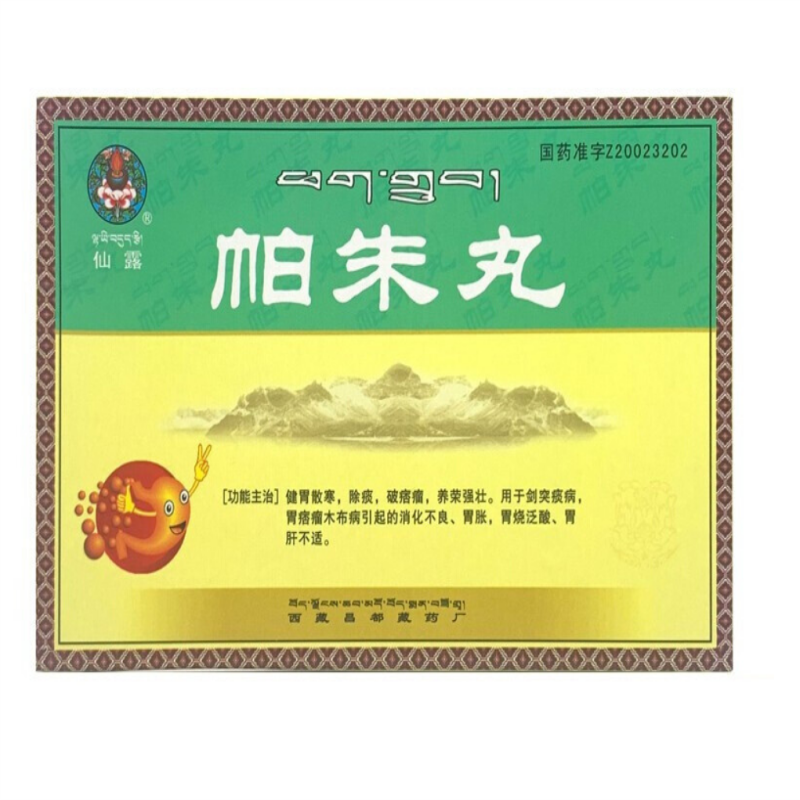 国药准字Z20023202
ཕག་གྲུབ།
帕朱丸
®
仙露
[功能主治] 健胃散寒，除痰，破痞瘤，养荣强壮。用于剑突痰病，
胃痞瘤木布病引起的消化不良、胃胀，胃烧泛酸、胃
肝不适。
西藏昌都藏药厂